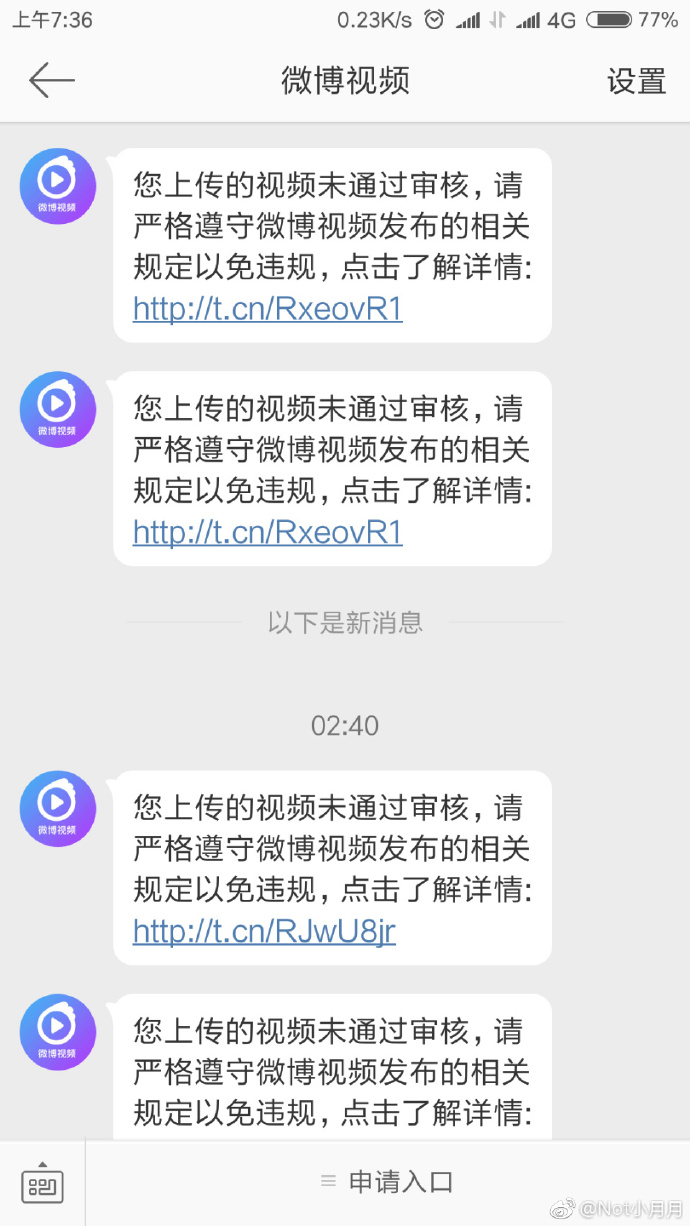 上午7:36 0.23K/s 4G 77%
微博视频 设置
您上传的视频未通过审核，请
严格遵守微博视频发布的相关
规定以免违规，点击了解详情:
http://t.cn/RxeovR1
微博视频
您上传的视频未通过审核，请
严格遵守微博视频发布的相关
规定以免违规，点击了解详情:
http://t.cn/RxeovR1
微博视频
以下是新消息
02:40
您上传的视频未通过审核，请
严格遵守微博视频发布的相关
规定以免违规，点击了解详情:
http://t.cn/RJwU8jr
微博视频
您上传的视频未通过审核，请
严格遵守微博视频发布的相关
规定以免违规，点击了解详情:
微博视频
申请入口
@Not小月月